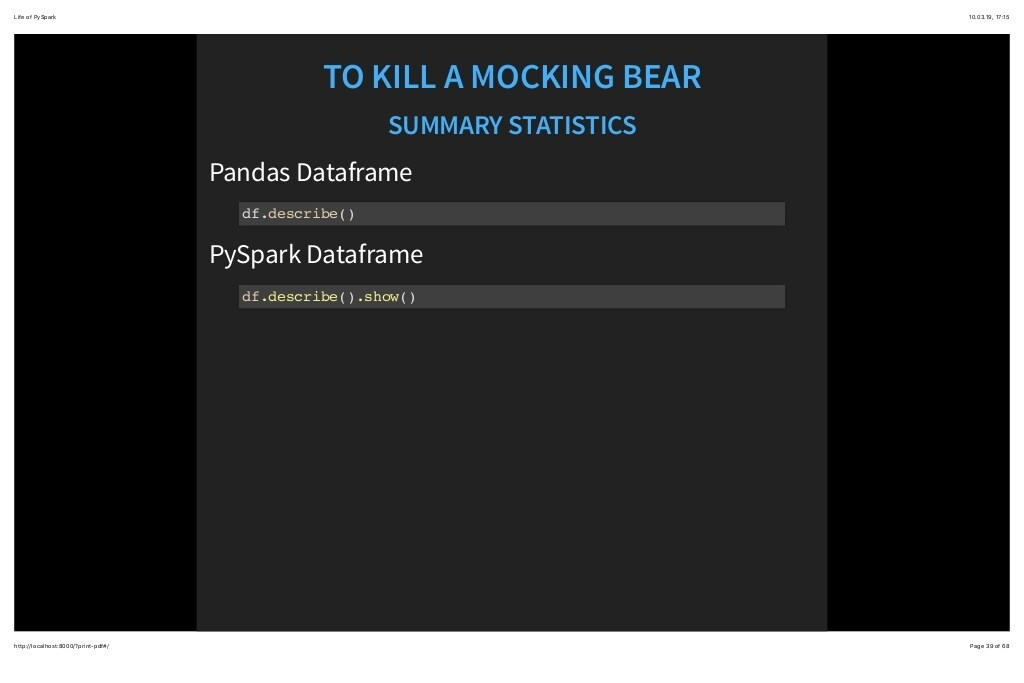 Life of PySpark
10.03.19, 17:15
TO KILL A MOCKING BEAR
SUMMARY STATISTICS
Pandas Dataframe
df.describe()
PySpark Dataframe
df.describe().show()
http://localhost:8000/?print-pdf#/
Page 39 of 68